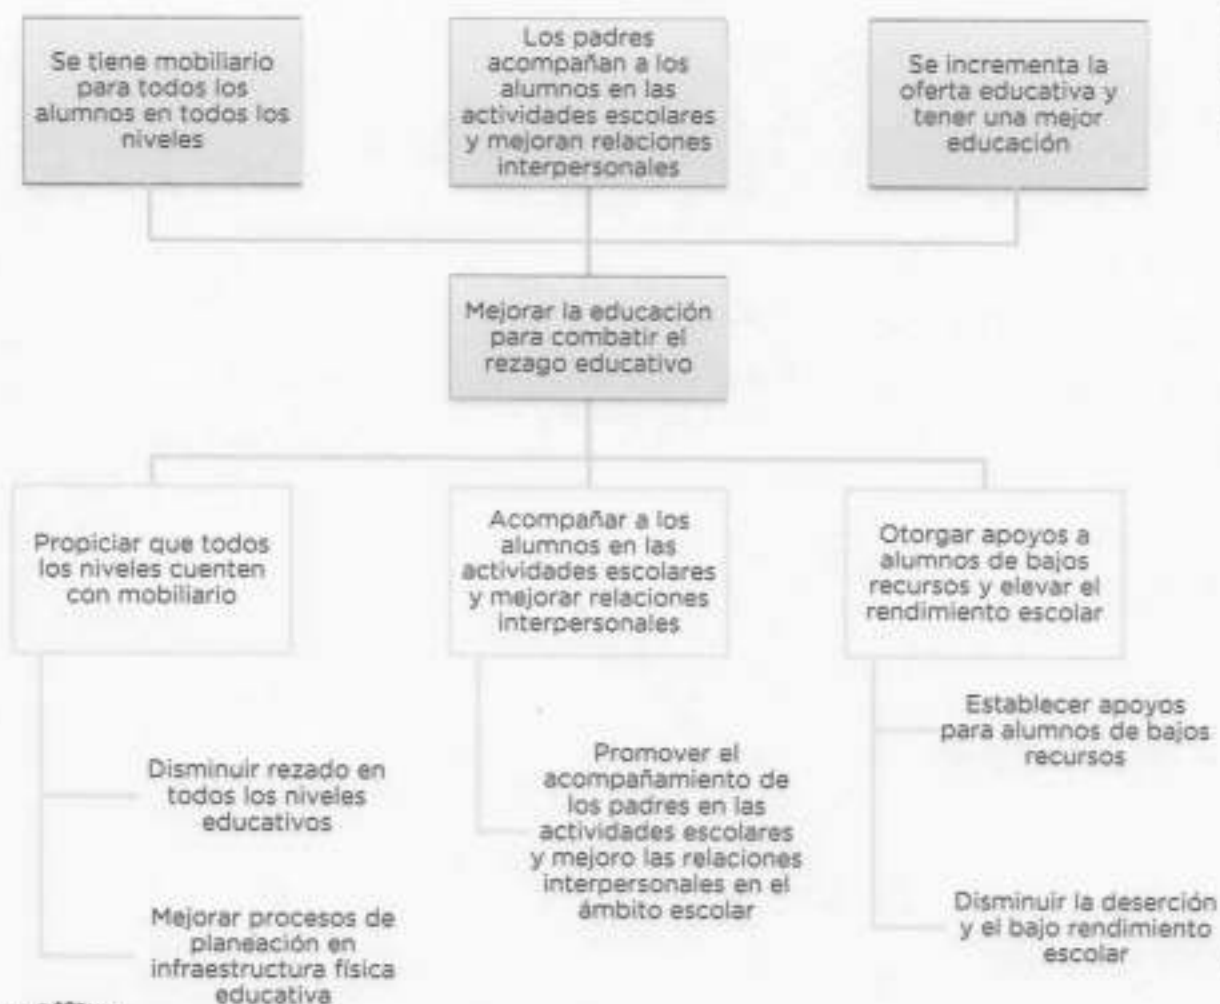 Se tiene mobiliario
para todos los
alumnos en todos los
niveles
Los padres
acompañan a los
alumnos en las
actividades escolares
y mejoran relaciones
interpersonales
Se incrementa la
oferta educativa y
tener una mejor
educación
Mejorar la educación
para combatir el
rezago educativo
Propiciar que todos
los niveles cuenten
con mobiliario
Disminuir rezado en
todos los niveles
educativos
Mejorar procesos de
planeación en
infraestructura física
educativa
Acompañar a los
alumnos en las
actividades escolares
y mejorar relaciones
interpersonales
Promover el
acompañamiento de
los padres en las
actividades escolares
y mejoro las relaciones
interpersonales en el
ámbito escolar
Otorgar apoyos a
alumnos de bajos
recursos y elevar el
rendimiento escolar
Establecer apoyos
para alumnos de bajos
recursos
Disminuir la deserción
y el bajo rendimiento
escolar